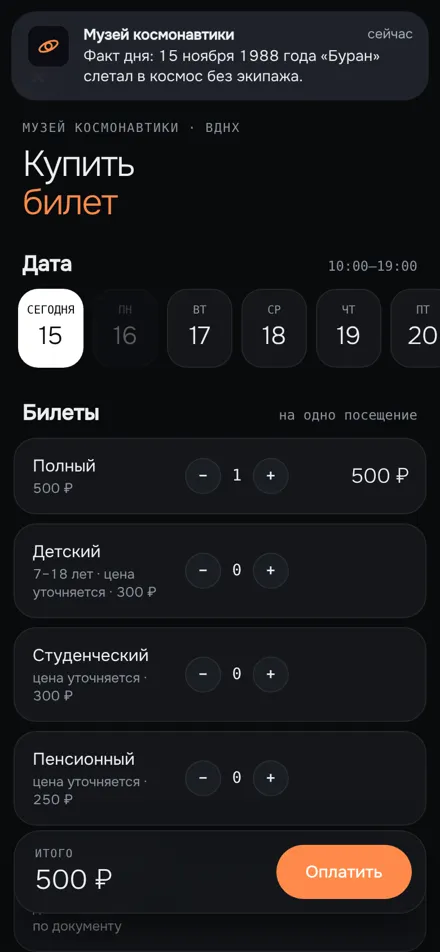 Музей космонавтики
сейчас
Факт дня: 15 ноября 1988 года «Буран»
слетал в космос без экипажа.
МУЗЕЙ КОСМОНАВТИКИ · ВДНХ
Купить
билет
Дата
10:00–19:00
СЕГОДНЯ
15
ПН
16
ВТ
17
СР
18
ЧТ
19
ПТ
20
Билеты
на одно посещение
Полный
500 ₽
− 1 +
500 ₽
Детский
7–18 лет · цена
уточняется · 300 ₽
− 0 +
Студенческий
цена уточняется ·
300 ₽
− 0 +
Пенсионный
цена уточняется ·
250 ₽
− 0 +
ИТОГО
500 ₽
Оплатить
по документу